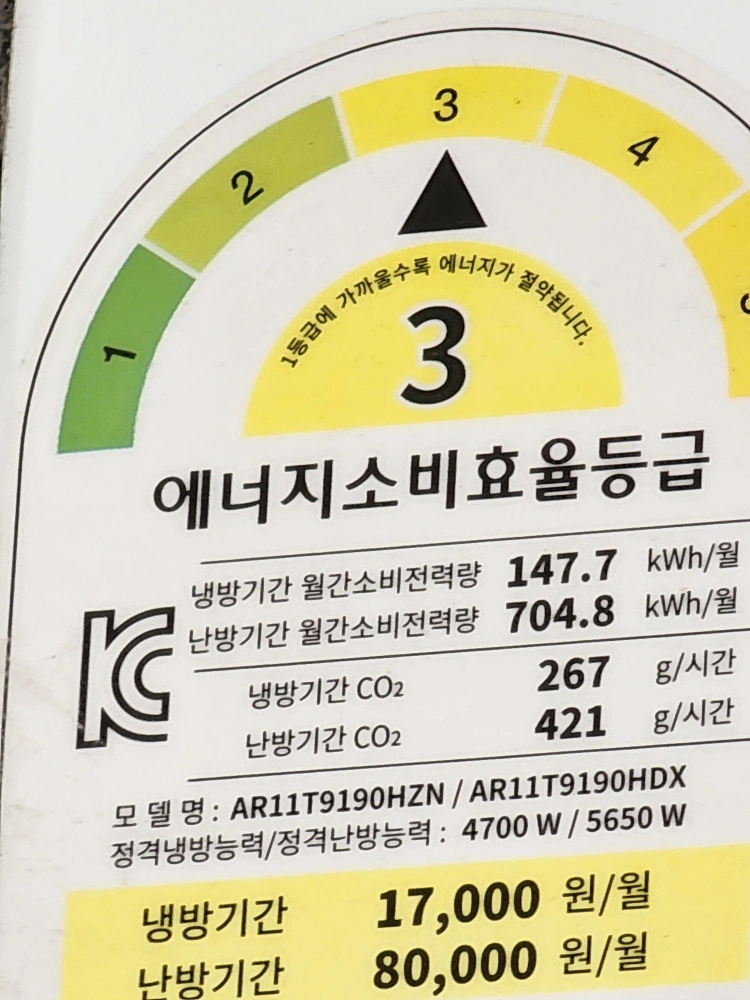 1
2
3
4
1등급에 가까울수록 에너지가 절약됩니다.
3
에너지소비효율등급
냉방기간 월간소비전력량 147.7 kWh/월
난방기간 월간소비전력량 704.8 kWh/월
냉방기간 CO₂ 267 g/시간
난방기간 CO₂ 421 g/시간
모 델 명 : AR11T9190HZN / AR11T9190HDX
정격냉방능력/정격난방능력 : 4700 W / 5650 W
냉방기간 17,000 원/월
난방기간 80,000 원/월